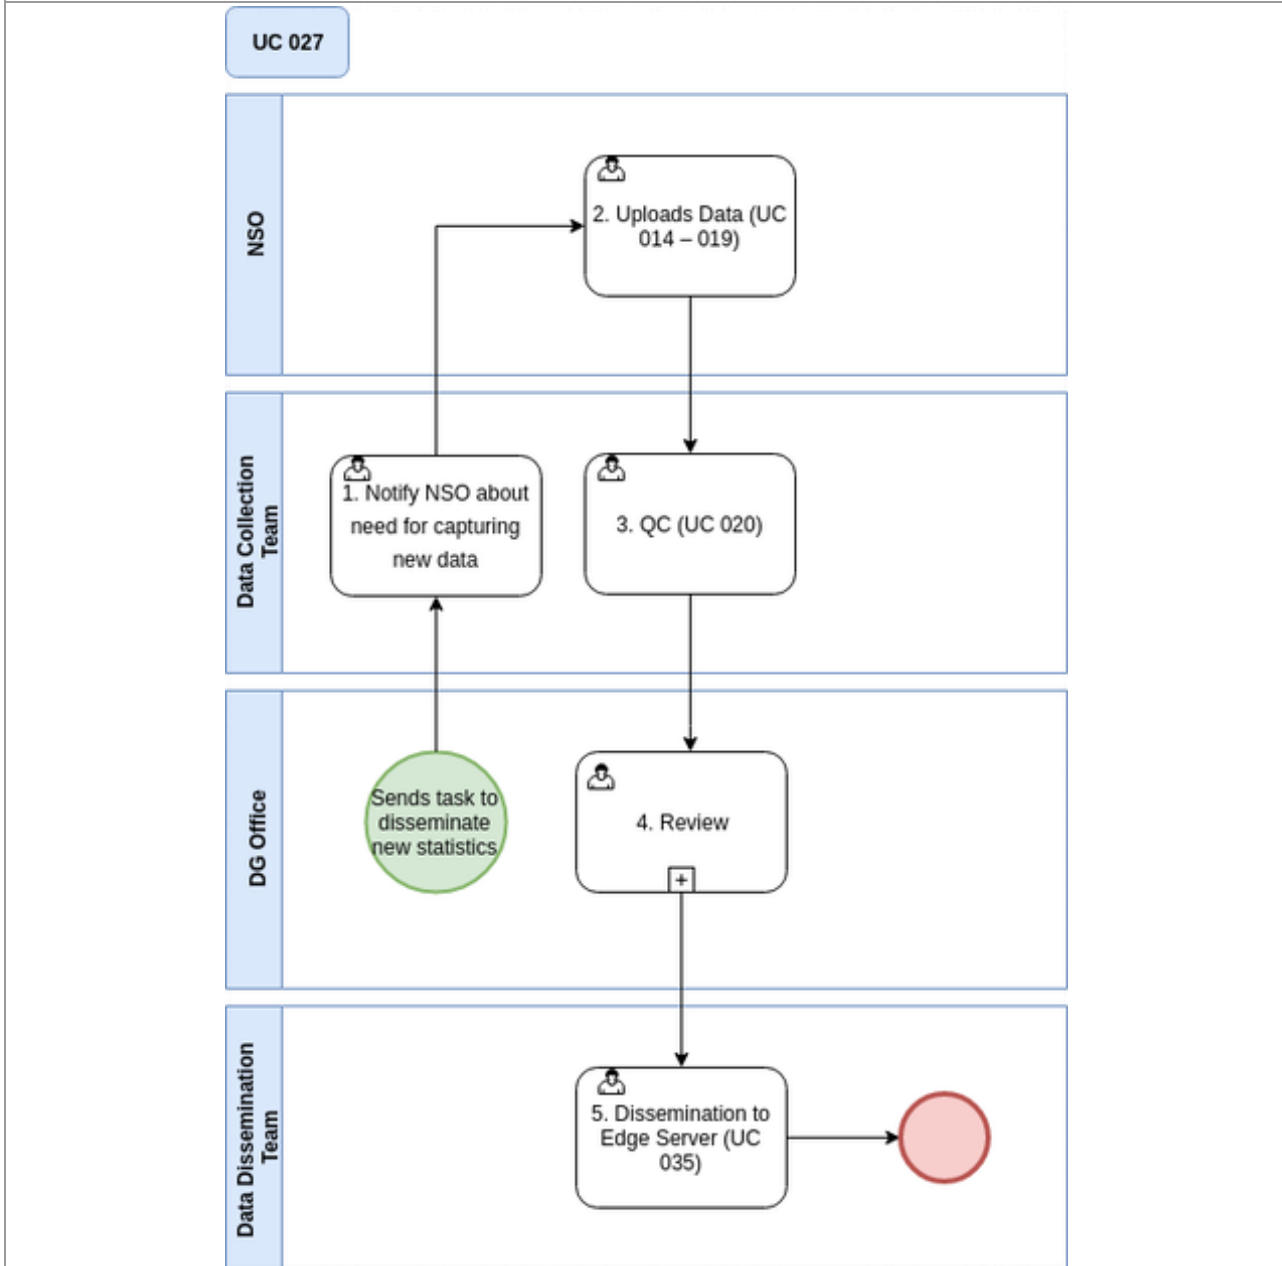 UC 027
NSO
2. Uploads Data (UC
014 – 019)
Data Collection
Team
1. Notify NSO about
need for capturing
new data
3. QC (UC 020)
DG Office
Sends task to
disseminate
new statistics
4. Review
+
Data Dissemination
Team
5. Dissemination to
Edge Server (UC
035)